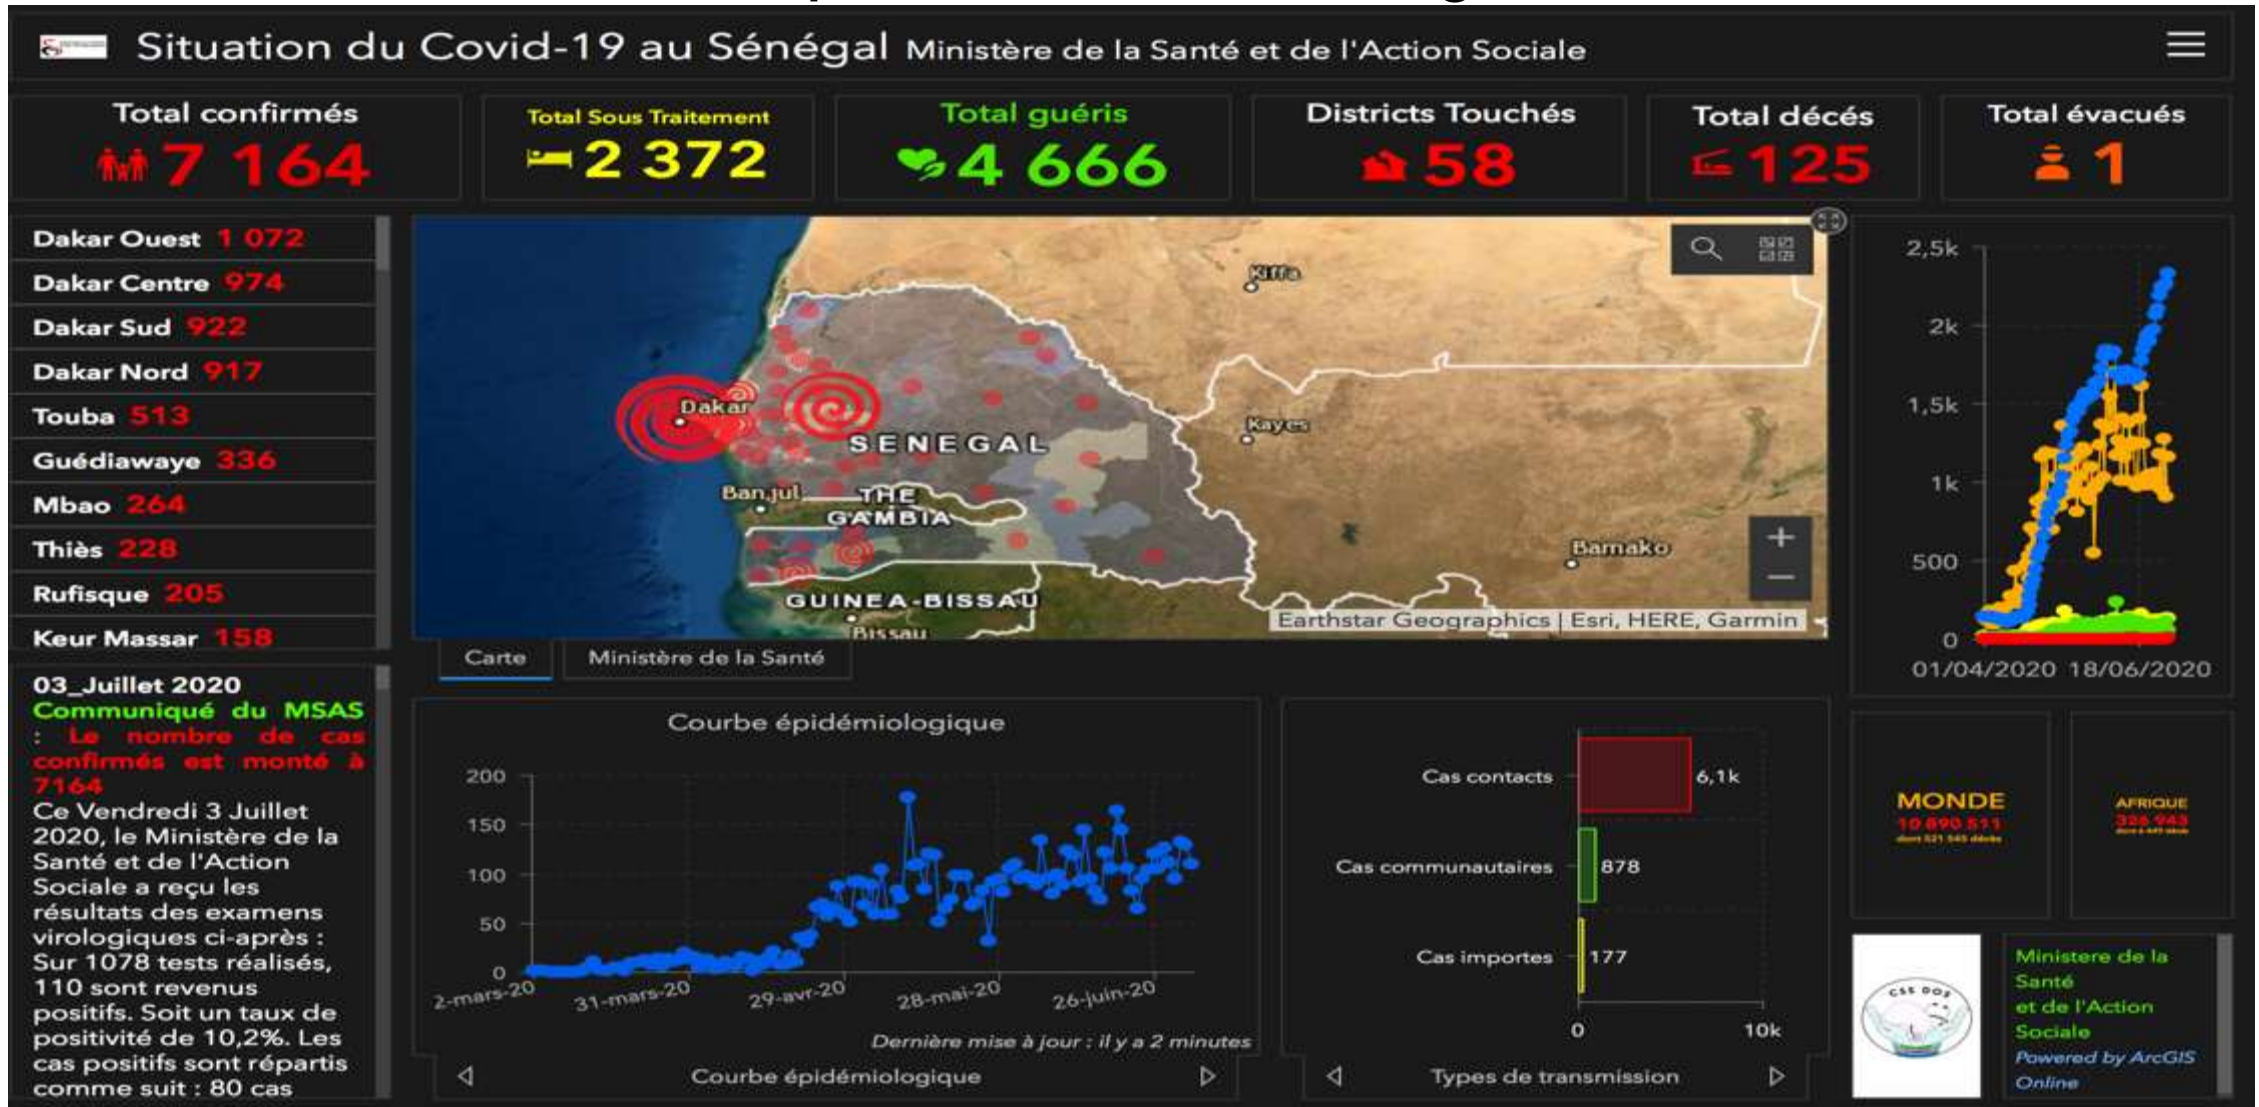 Situation du Covid-19 au Sénégal Ministère de la Santé et de l'Action Sociale
Total confirmés
7 164
Total Sous Traitement
2 372
Total guéris
4 666
Districts Touchés
58
Total décés
125
Total évacués
1
Dakar Ouest 1 072
Dakar Centre 974
Dakar Sud 922
Dakar Nord 917
Touba 513
Guédiawaye 336
Mbao 264
Thiès 228
Rufisque 205
Keur Massar 158
03_Juillet 2020
Communiqué du MSAS
: Le nombre de cas
confirmés est monté à
7164
Ce Vendredi 3 Juillet
2020, le Ministère de la
Santé et de l'Action
Sociale a reçu les
résultats des examens
virologiques ci-après :
Sur 1078 tests réalisés,
110 sont revenus
positifs. Soit un taux de
positivité de 10,2%. Les
cas positifs sont répartis
comme suit : 80 cas
Kiffa
Dakar
Kayes
SENEGAL
Banjul
THE
GAMBIA
Bamako
GUINEA-BISSAU
Bissau
+
−
Earthstar Geographics | Esri, HERE, Garmin
Carte
Ministère de la Santé
2,5k
2k
1,5k
1k
500
0
01/04/2020 18/06/2020
Courbe épidémiologique
200
150
100
50
0
2-mars-20
31-mars-20
29-avr-20
28-mai-20
26-juin-20
Dernière mise à jour : il y a 2 minutes
Courbe épidémiologique
Cas contacts
6,1k
Cas communautaires
878
Cas importes
177
0
10k
Types de transmission
MONDE
10 890 511
dont 521 545 décès
AFRIQUE
326 943
CSE DOS
Ministere de la
Santé
et de l'Action
Sociale
Powered by ArcGIS
Online